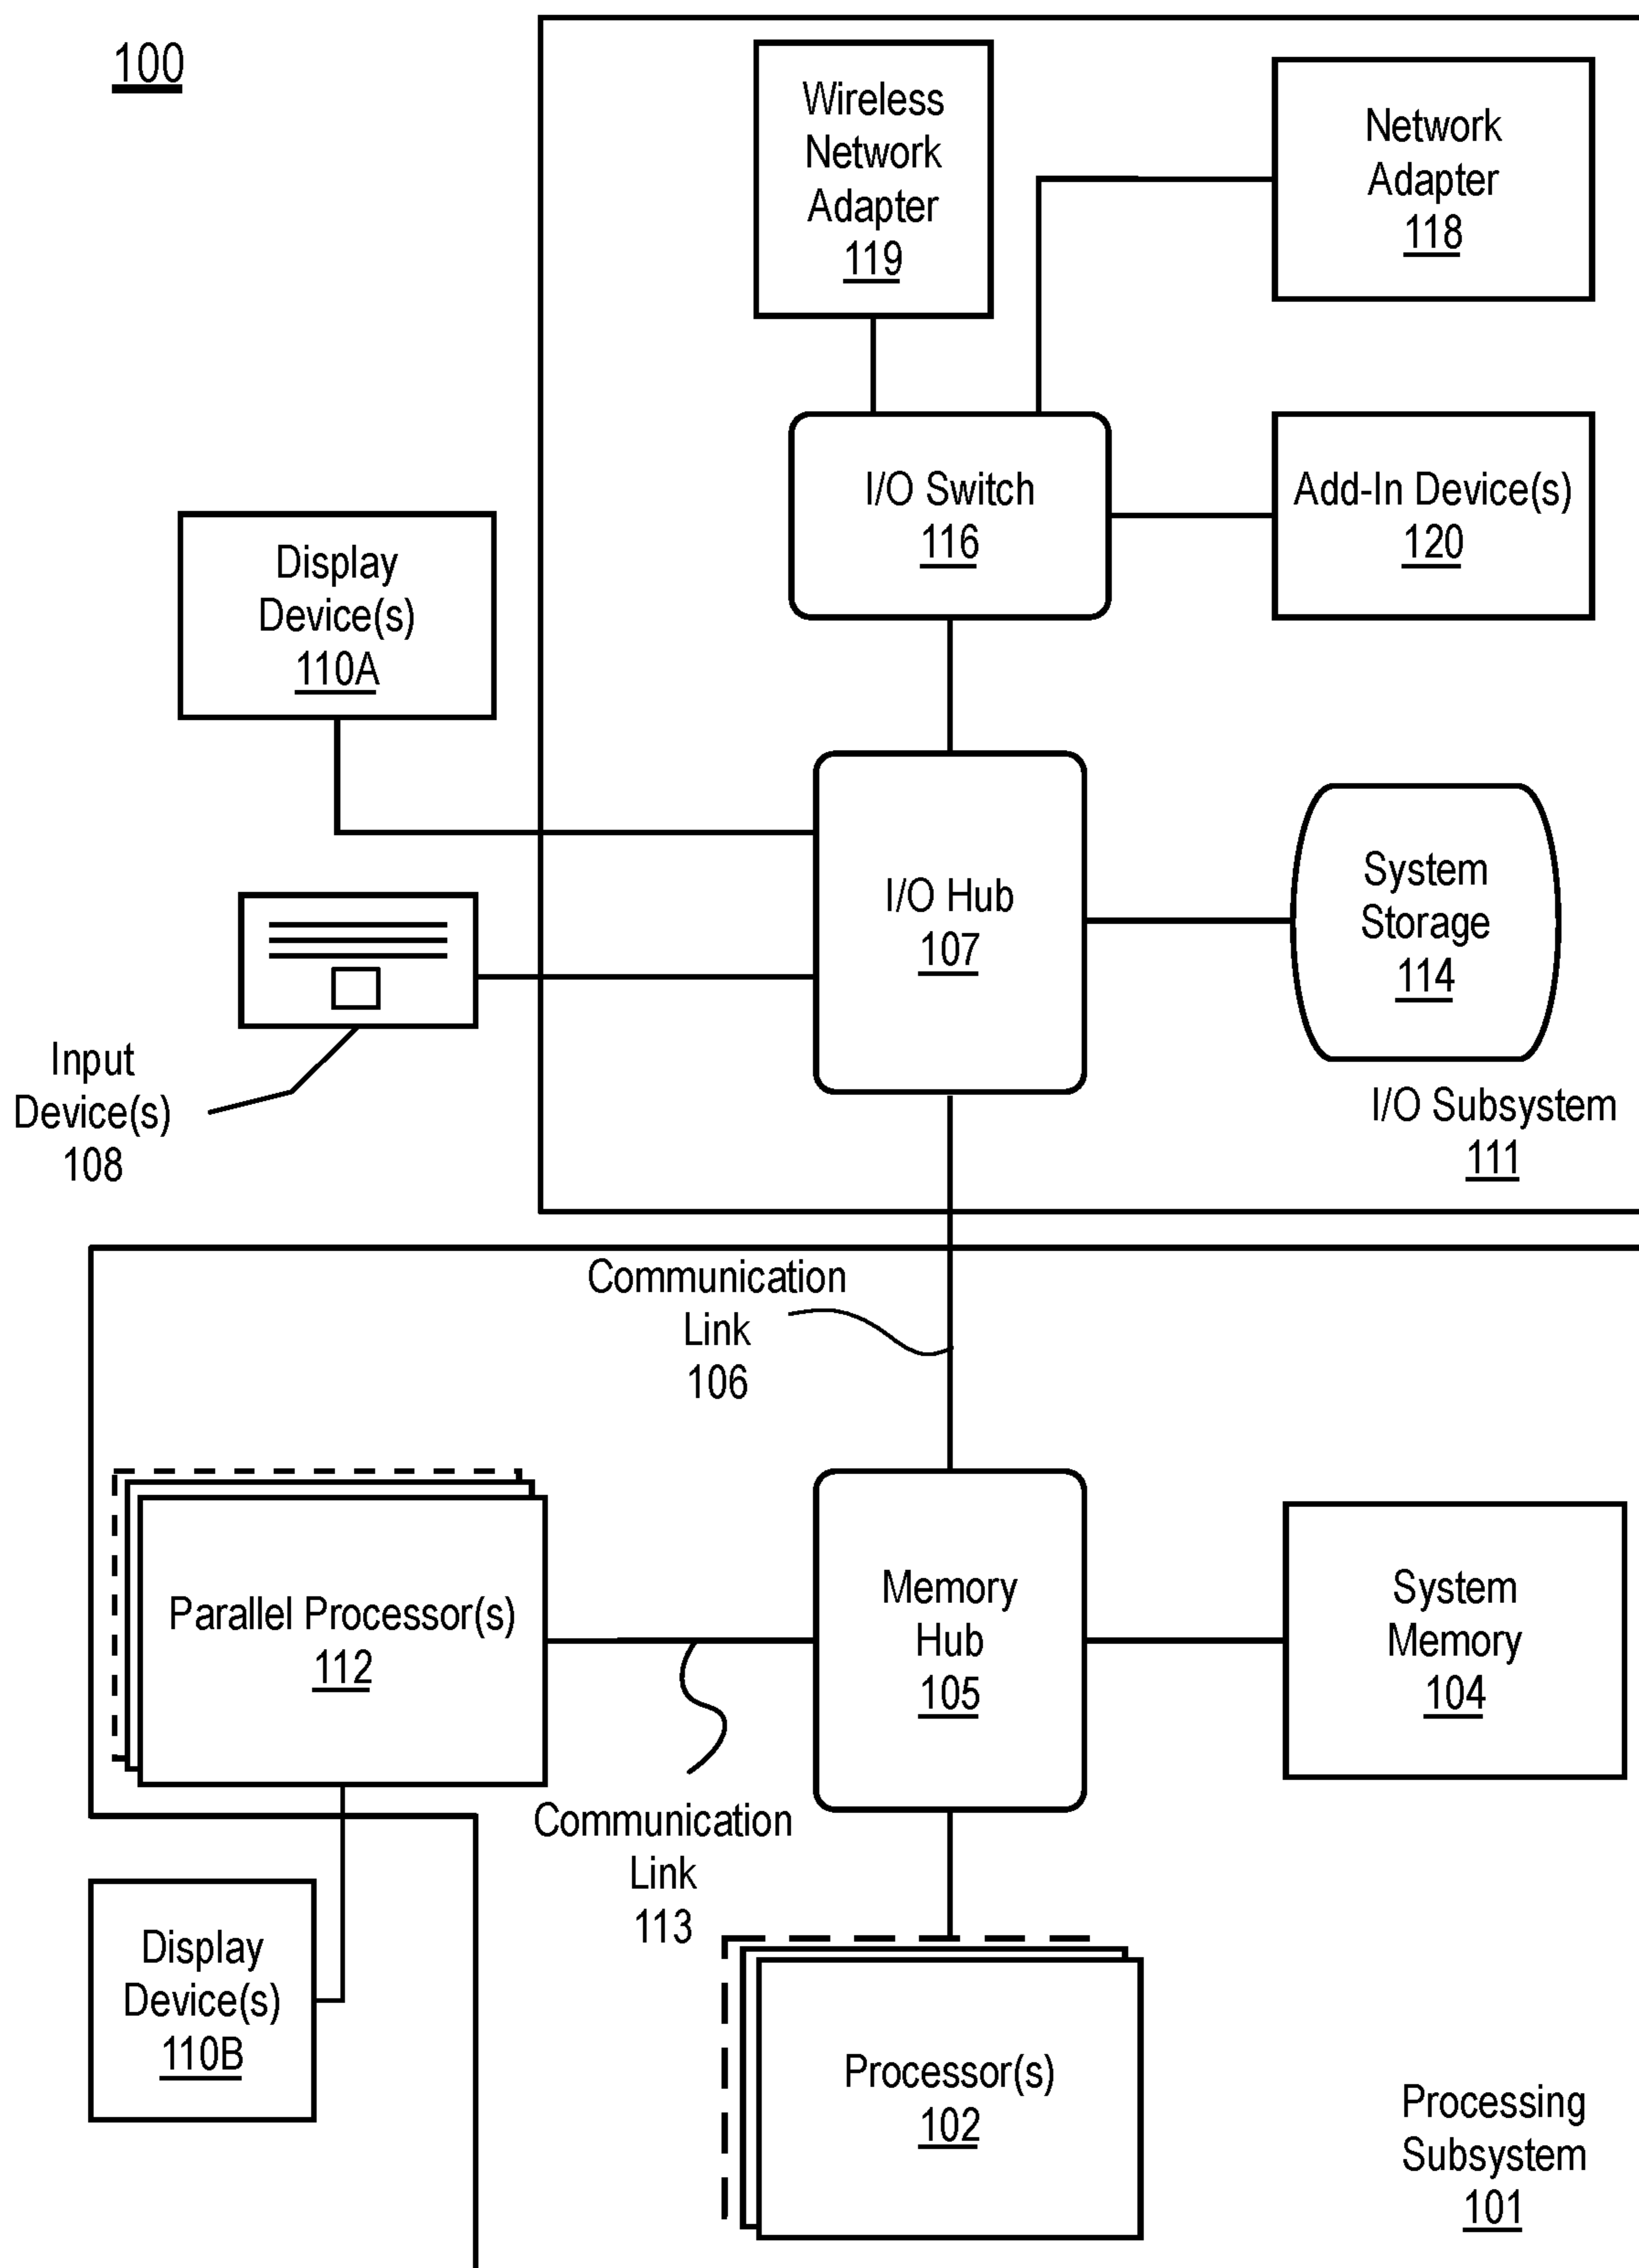 100
Wireless
Network
Adapter
119
Network
Adapter
118
I/O Switch
116
Add-In Device(s)
120
Display
Device(s)
110A
I/O Hub
107
System
Storage
114
Input
Device(s)
108
I/O Subsystem
111
Communication
Link
106
Parallel Processor(s)
112
Memory
Hub
105
System
Memory
104
Communication
Link
113
Display
Device(s)
110B
Processor(s)
102
Processing
Subsystem
101